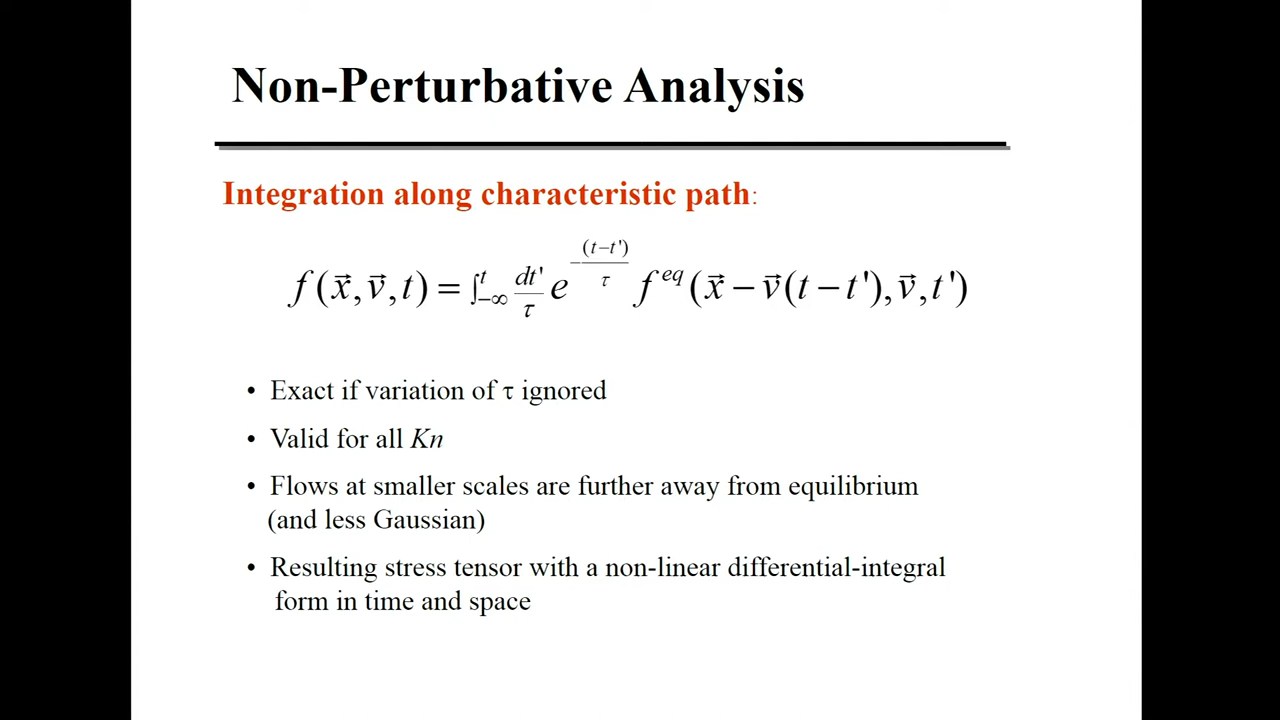 Non-Perturbative Analysis
Integration along characteristic path:
f(x⃗, v⃗, t) = ∫_{−∞}^{t} dt'/τ e^{−(t−t')/τ} f^{eq}(x⃗ − v⃗(t − t'), v⃗, t')
• Exact if variation of τ ignored
• Valid for all Kn
• Flows at smaller scales are further away from equilibrium
(and less Gaussian)
• Resulting stress tensor with a non-linear differential-integral
form in time and space